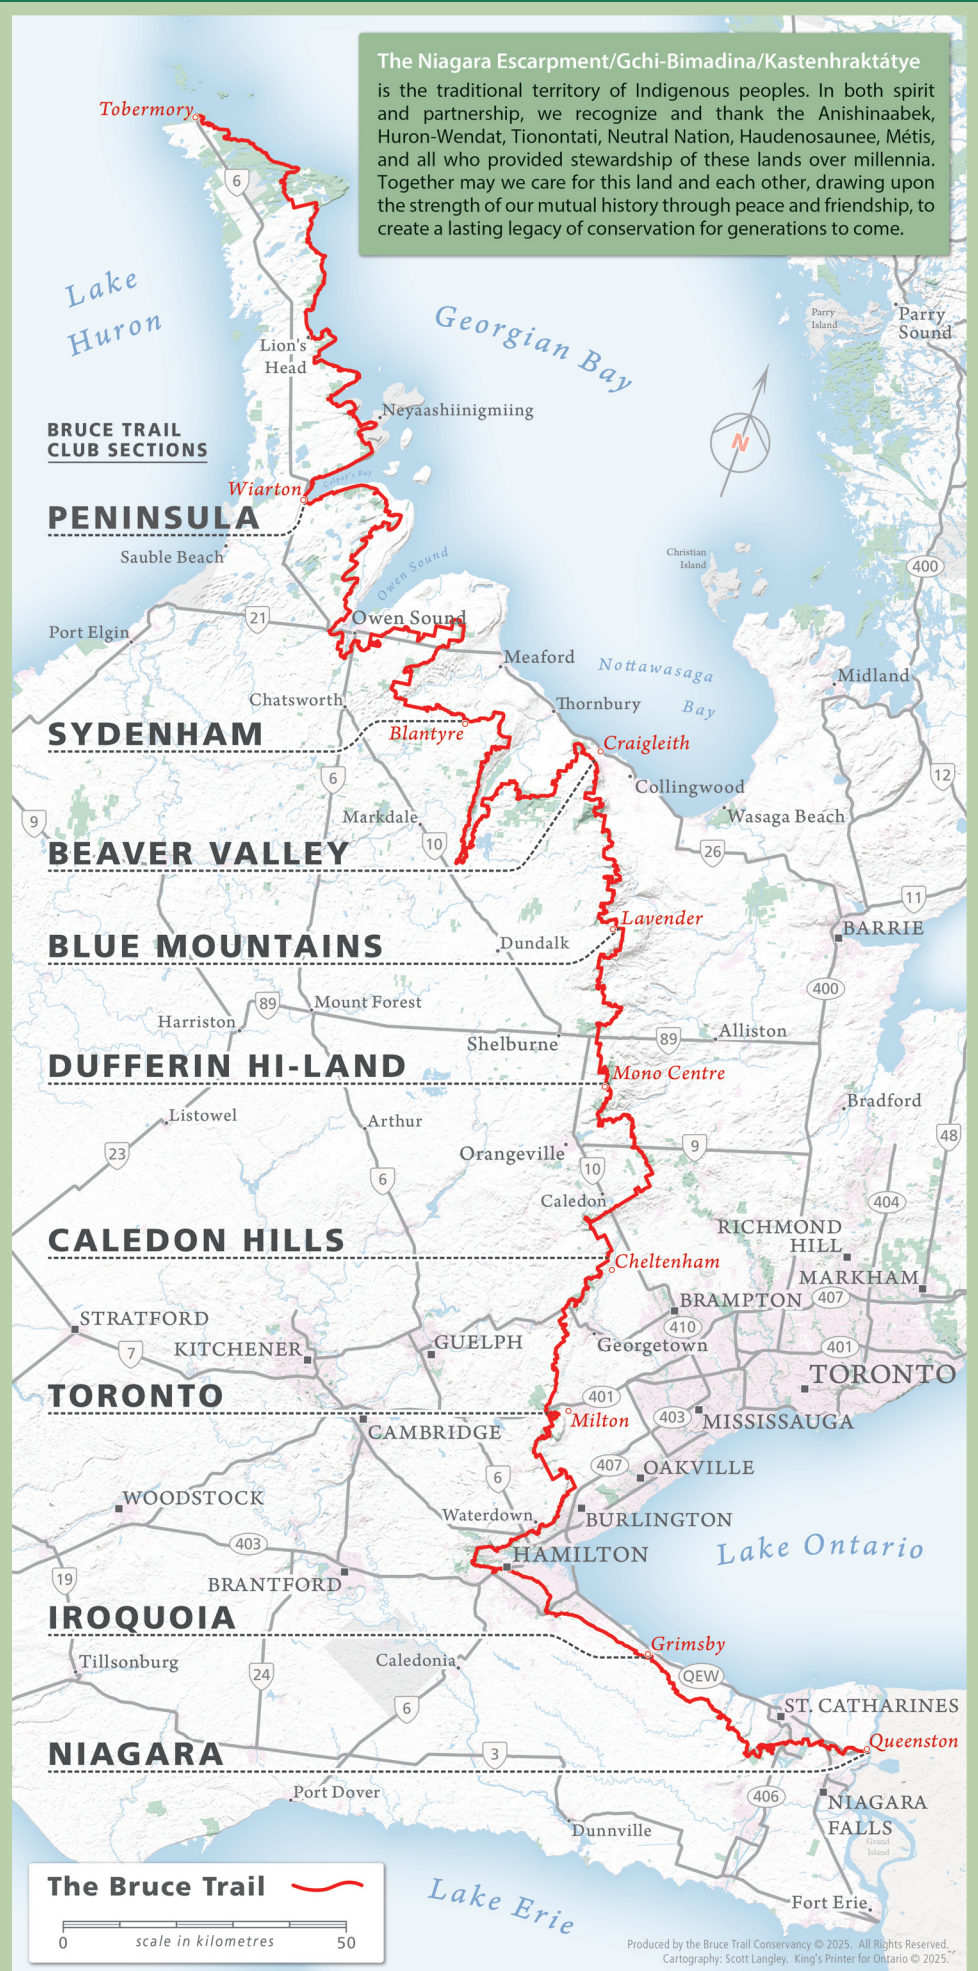 The Niagara Escarpment/Gchi-Bimadina/Kastenhraktátye
is the traditional territory of Indigenous peoples. In both spirit
and partnership, we recognize and thank the Anishinaabek,
Huron-Wendat, Tionontati, Neutral Nation, Haudenosaunee, Métis,
and all who provided stewardship of these lands over millennia.
Together may we care for this land and each other, drawing upon
the strength of our mutual history through peace and friendship, to
create a lasting legacy of conservation for generations to come.
Tobermory
6
Lake
Huron
Georgian Bay
Parry
Island
Parry
Sound
Lion's
Head
Neyaashiinigmiing
N
BRUCE TRAIL
CLUB SECTIONS
Colpoy's Bay
Wiarton
PENINSULA
Sauble Beach
Owen Sound
Christian
Island
400
21
Owen Sound
Port Elgin
Meaford
Nottawasaga
Bay
Midland
Chatsworth
Thornbury
SYDENHAM
Blantyre
Craigleith
6
Collingwood
12
9
Markdale
Wasaga Beach
10
26
BEAVER VALLEY
11
Lavender
BARRIE
BLUE MOUNTAINS
Dundalk
400
89
Mount Forest
Harriston
Shelburne
89
Alliston
DUFFERIN HI-LAND
Mono Centre
Listowel
Arthur
Bradford
23
48
Orangeville
9
10
6
Caledon
404
CALEDON HILLS
RICHMOND
HILL
Cheltenham
MARKHAM
BRAMPTON
407
STRATFORD
410
7
KITCHENER
GUELPH
Georgetown
401
TORONTO
TORONTO
401
Milton
403
MISSISSAUGA
CAMBRIDGE
407
OAKVILLE
6
WOODSTOCK
Waterdown
BURLINGTON
403
HAMILTON
Lake Ontario
19
BRANTFORD
IROQUOIA
Grimsby
Tillsonburg
Caledonia
24
QEW
6
ST. CATHARINES
NIAGARA
Queenston
3
406
Port Dover
NIAGARA
FALLS
Dunnville
Grand
Island
The Bruce Trail
Lake Erie
Fort Erie
0
scale in kilometres
50
Produced by the Bruce Trail Conservancy © 2025. All Rights Reserved.
Cartography: Scott Langley. King's Printer for Ontario © 2025.